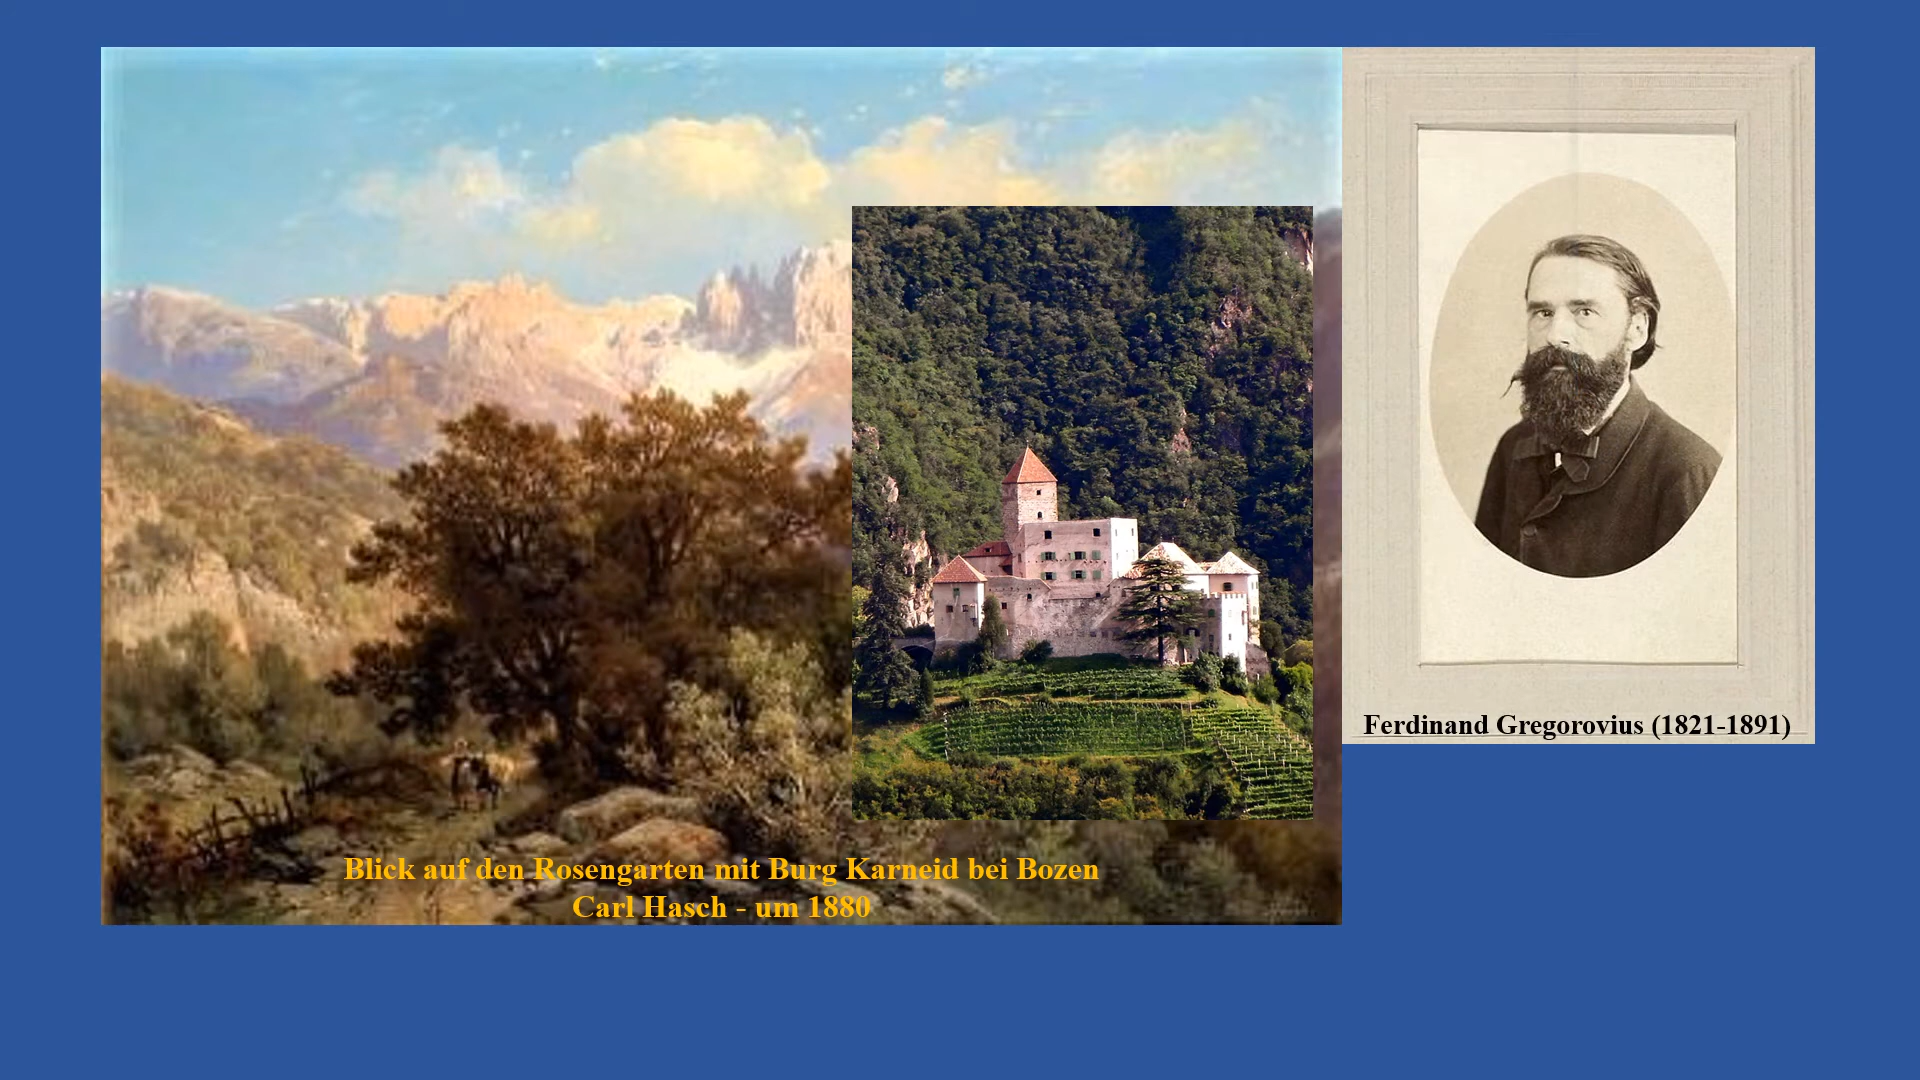 Ferdinand Gregorovius (1821-1891)
Blick auf den Rosengarten mit Burg Karneid bei Bozen
Carl Hasch - um 1880